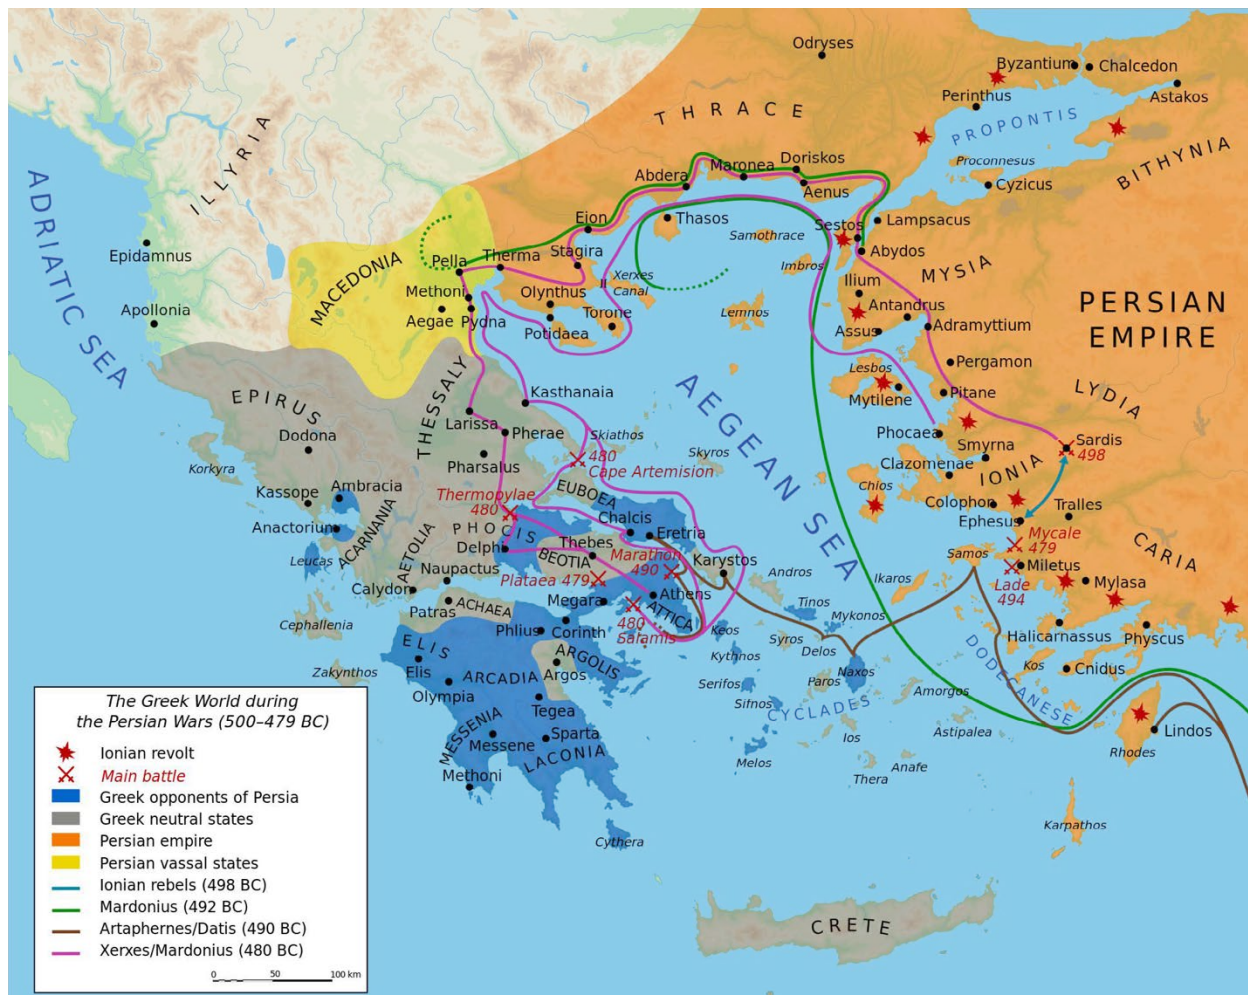 Odryses
Byzantium
Chalcedon
Astakos
Perinthus
THRACE
PROPONTIS
BITHYNIA
Proconnesus
Cyzicus
ILLYRIA
ADRIATIC SEA
Epidamnus
Apollonia
MACEDONIA
Abdera
Maronea
Doriskos
Aenus
Eion
Thasos
Samothrace
Sestos
Lampsacus
Abydos
Imbros
MYSIA
Pella
Therma
Stagira
Xerxes
Canal
Methoni
Aegae
Pydna
Olynthus
Potidaea
Torone
Lemnos
Ilium
Antandrus
Assus
Adramyttium
PERSIAN
EMPIRE
Pergamon
Lesbos
Mytilene
Pitane
LYDIA
AEGEAN SEA
EPIRUS
Dodona
Korkyra
THESSALY
Kasthanaia
Larissa
Pherae
Pharsalus
Skiathos
480
Cape Artemision
Skyros
Phocaea
Smyrna
Sardis
498
Clazomenae
IONIA
Chios
Colophon
Ephesus
Tralles
Kassope
Ambracia
Anactorium
Leucas
ACARNANIA
AETOLIA
Thermopylae
480
EUBOEA
PHOCIS
Chalcis
Eretria
Delphi
Thebes
BEOTIA
Marathon
490
Karystos
Mycale
479
CARIA
Samos
Miletus
Lade
494
Mylasa
Ikaros
Andros
Naupactus
Calydon
Plataea 479
Patras
ACHAEA
Megara
Athens
ATTICA
480
Salamis
Tinos
Mykonos
Keos
Syros
Delos
Kythnos
Cephallenia
Phlius
Corinth
Halicarnassus
Physcus
ELIS
Elis
ARGOLIS
Argos
ARCADIA
Zakynthos
Olympia
Tegea
Serifos
Paros
Naxos
Sifnos
CYCLADES
Amorgos
Kos
Cnidus
DODECANESE
MESSENIA
Messene
Sparta
LACONIA
Methoni
Melos
Ios
Astipalea
Thera
Anafe
Rhodes
Lindos
Cythera
Karpathos
CRETE
The Greek World during
the Persian Wars (500–479 BC)
Ionian revolt
Main battle
Greek opponents of Persia
Greek neutral states
Persian empire
Persian vassal states
Ionian rebels (498 BC)
Mardonius (492 BC)
Artaphernes/Datis (490 BC)
Xerxes/Mardonius (480 BC)
0 50 100 km